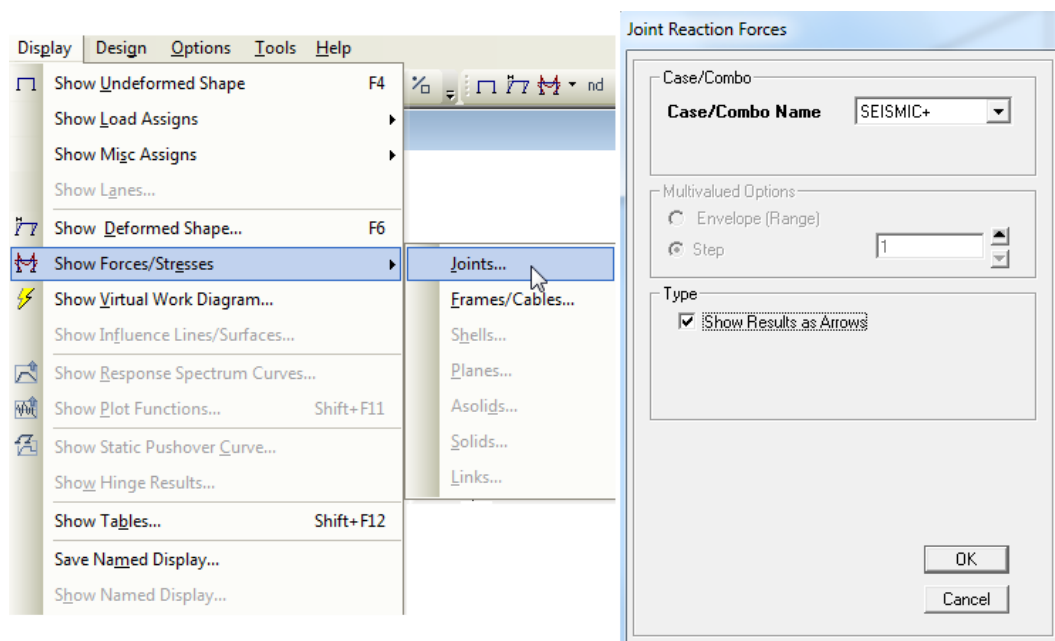 Display Design Options Tools Help
Show Undeformed Shape F4
Show Load Assigns
Show Misc Assigns
Show Lanes...
Show Deformed Shape... F6
Show Forces/Stresses
Show Virtual Work Diagram...
Show Influence Lines/Surfaces...
Show Response Spectrum Curves...
Show Plot Functions... Shift+F11
Show Static Pushover Curve...
Show Hinge Results...
Show Tables... Shift+F12
Save Named Display...
Show Named Display...
nd
Joints...
Frames/Cables...
Shells...
Planes...
Asolids...
Solids...
Links...
Joint Reaction Forces
Case/Combo
Case/Combo Name SEISMIC+
Multivalued Options
Envelope (Range)
Step 1
Type
Show Results as Arrows
OK
Cancel